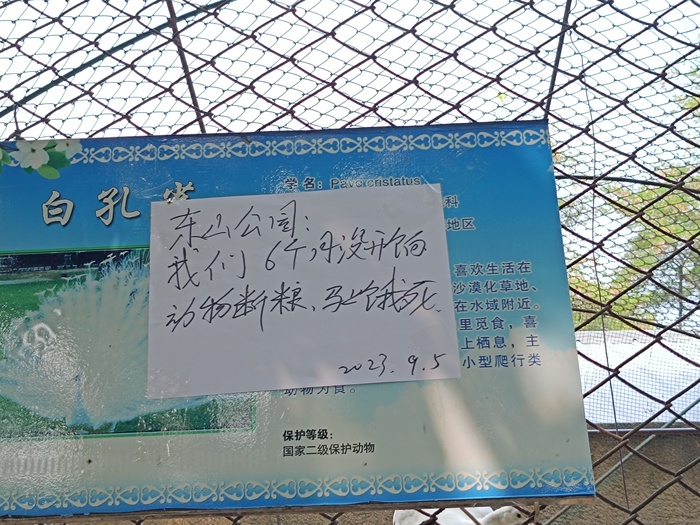 白孔雀
学名：Pavo cristatus
科
地区
东山公园：
我们6个月没开饷
动物断粮、马上饿死
2023.9.5
喜欢生活在
沙漠化草地、
在水域附近。
里觅食，喜
上栖息，主
小型爬行类
动物为食。
保护等级：
国家二级保护动物